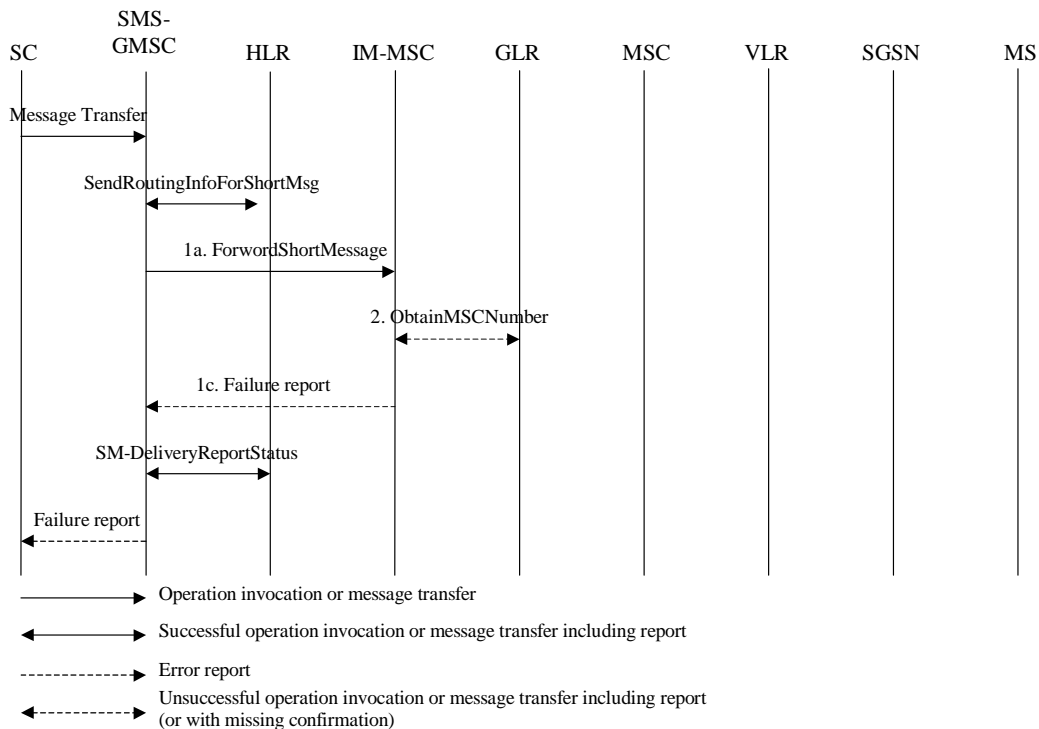 SC
SMS-
GMSC
HLR
IM-MSC
GLR
MSC
VLR
SGSN
MS
Message Transfer
SendRoutingInfoForShortMsg
1a. ForwordShortMessage
2. ObtainMSCNumber
1c. Failure report
SM-DeliveryReportStatus
Failure report
Operation invocation or message transfer
Successful operation invocation or message transfer including report
Error report
Unsuccessful operation invocation or message transfer including report
(or with missing confirmation)